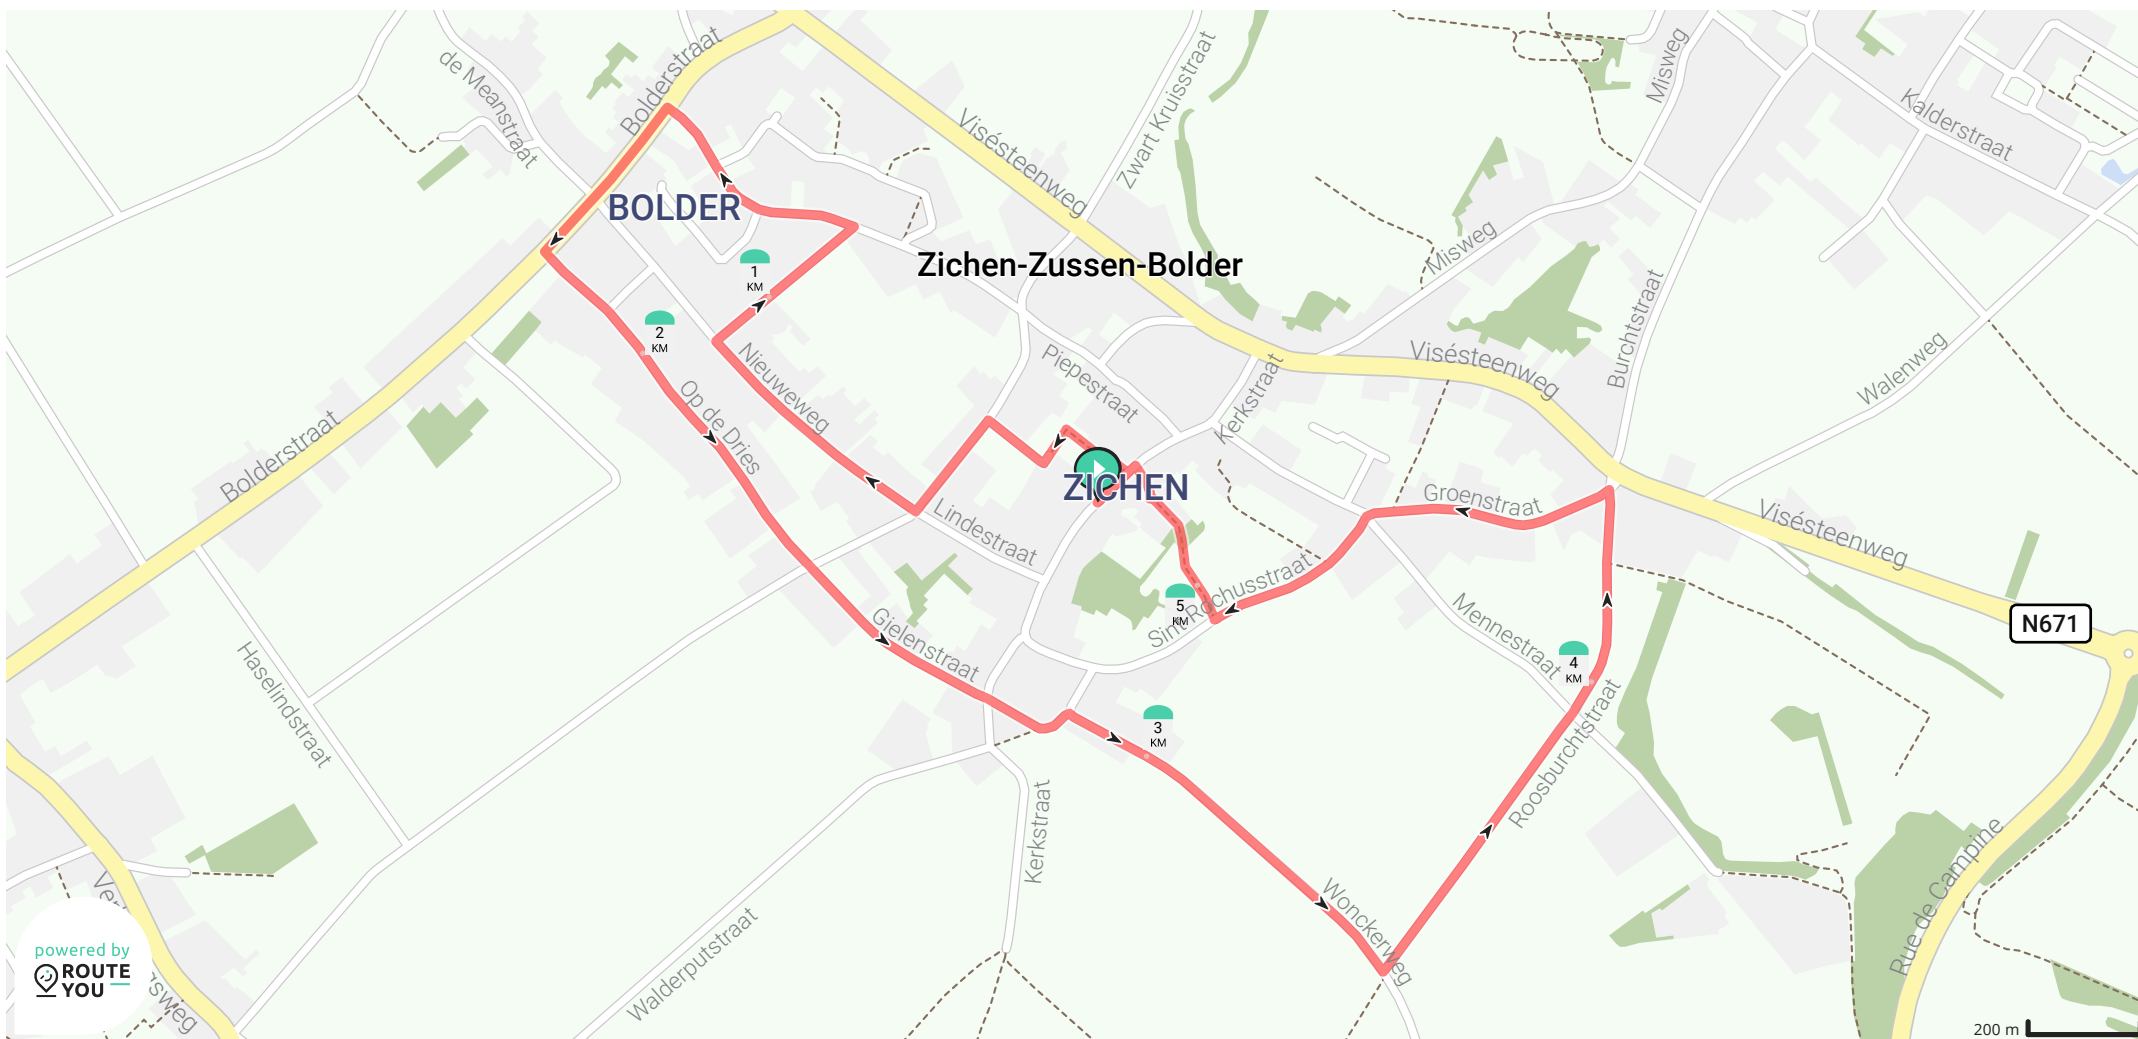 Bolderstraat
de Meanstraat
Misweg
Zwart Kruisstraat
Visésteenweg
Kalderstraat
BOLDER
Zichen-Zussen-Bolder
Misweg
1
KM
2
KM
Burchtstraat
Nieuweweg
Piepestraat
Kerkstraat
Visésteenweg
Walenweg
Op de Dries
Bolderstraat
ZICHEN
Groenstraat
Lindestraat
Visésteenweg
Sint Rochusstraat
5
KM
Gielenstraat
Mennestraat
N671
4
KM
Haselindstraat
3
KM
Roosburchtstraat
Kerkstraat
Wonckerweg
Rue de Campine
Walderputstraat
powered by
ROUTE
YOU
200 m